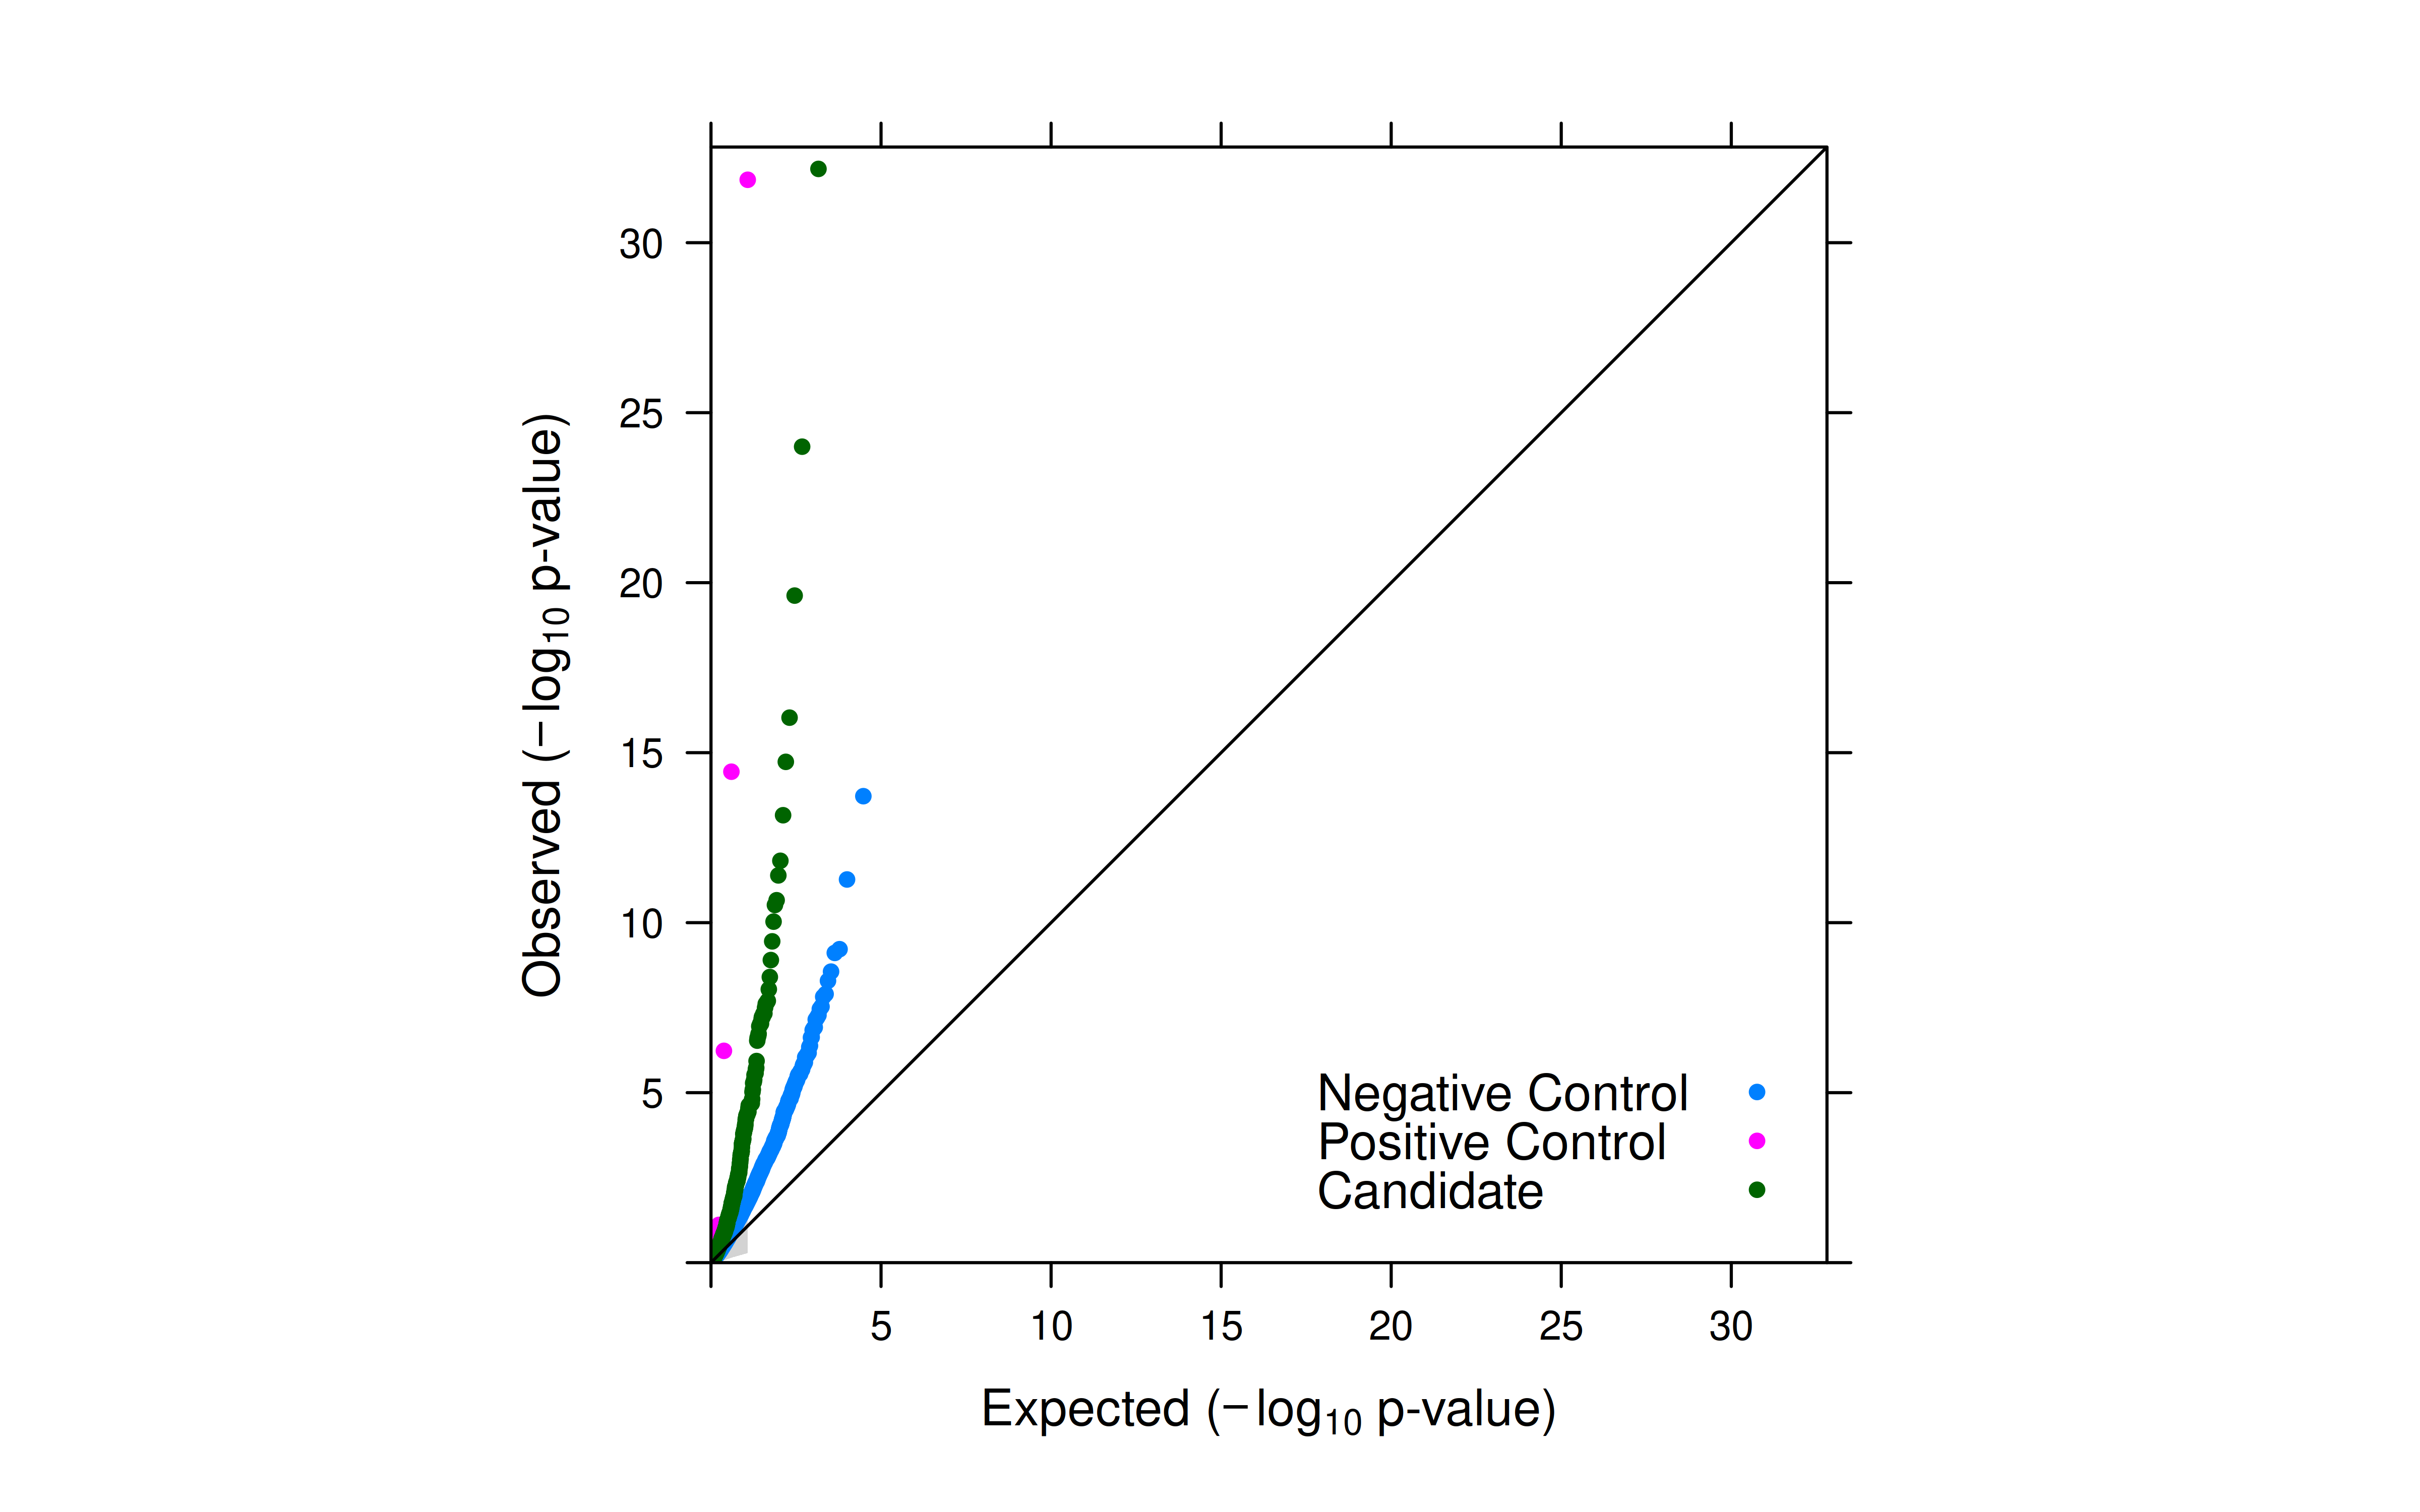 Observed (−log10 p-value)
30
25
20
15
10
5
Negative Control
Positive Control
Candidate
5 10 15 20 25 30
Expected (−log10 p-value)